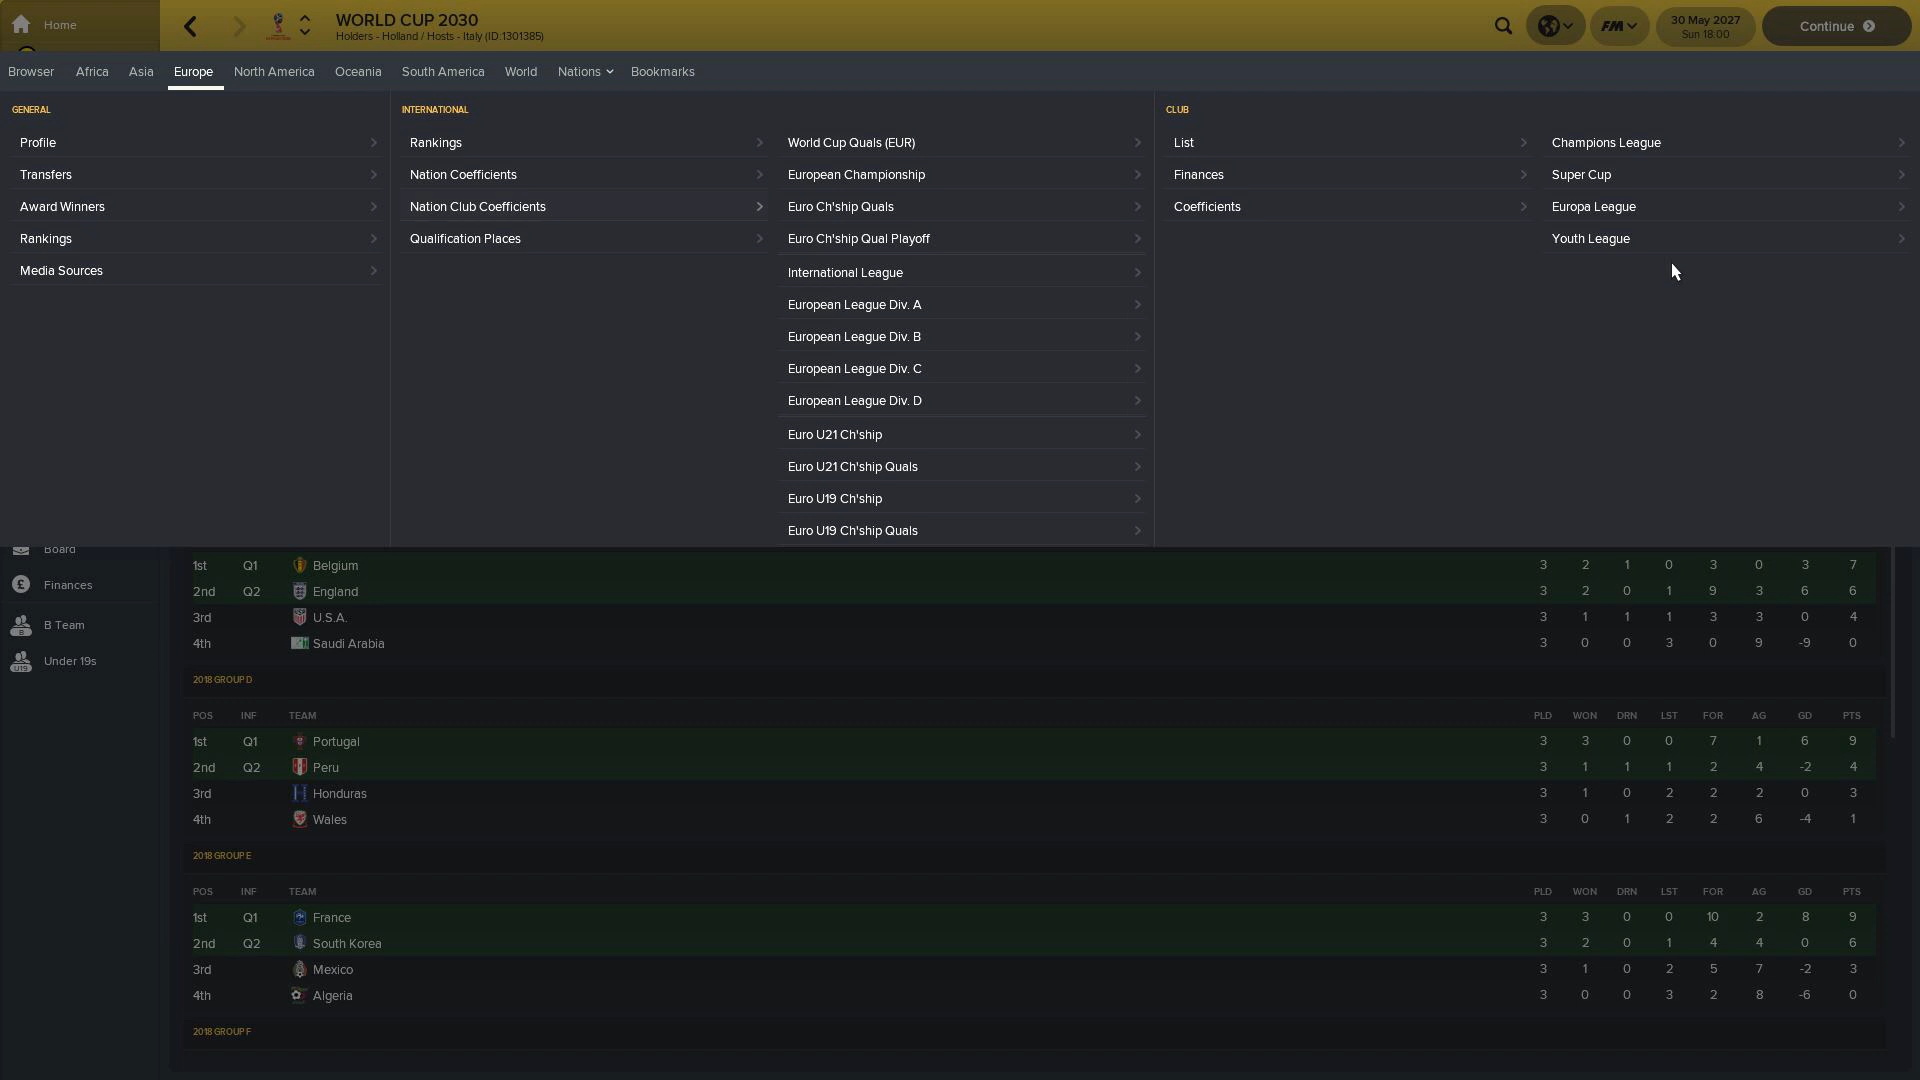 Home
WORLD CUP 2030
Holders - Holland / Hosts - Italy (ID:1301385)
FM
30 May 2027
Sun 18:00
Continue
Browser Africa Asia Europe North America Oceania South America World Nations Bookmarks
GENERAL
Profile
Transfers
Award Winners
Rankings
Media Sources
INTERNATIONAL
Rankings
Nation Coefficients
Nation Club Coefficients
Qualification Places
World Cup Quals (EUR)
European Championship
Euro Ch'ship Quals
Euro Ch'ship Qual Playoff
International League
European League Div. A
European League Div. B
European League Div. C
European League Div. D
Euro U21 Ch'ship
Euro U21 Ch'ship Quals
Euro U19 Ch'ship
Euro U19 Ch'ship Quals
CLUB
List
Finances
Coefficients
Champions League
Super Cup
Europa League
Youth League
Board
Finances
B Team
Under 19s
1st Q1 Belgium 3 2 1 0 3 0 3 7
2nd Q2 England 3 2 0 1 9 3 6 6
3rd U.S.A. 3 1 1 1 3 3 0 4
4th Saudi Arabia 3 0 0 3 0 9 -9 0
2018 GROUP D
POS INF TEAM PLD WON DRN LST FOR AG GD PTS
1st Q1 Portugal 3 3 0 0 7 1 6 9
2nd Q2 Peru 3 1 1 1 2 4 -2 4
3rd Honduras 3 1 0 2 2 2 0 3
4th Wales 3 0 1 2 2 6 -4 1
2018 GROUP E
POS INF TEAM PLD WON DRN LST FOR AG GD PTS
1st Q1 France 3 3 0 0 10 2 8 9
2nd Q2 South Korea 3 2 0 1 4 4 0 6
3rd Mexico 3 1 0 2 5 7 -2 3
4th Algeria 3 0 0 3 2 8 -6 0
2018 GROUP F